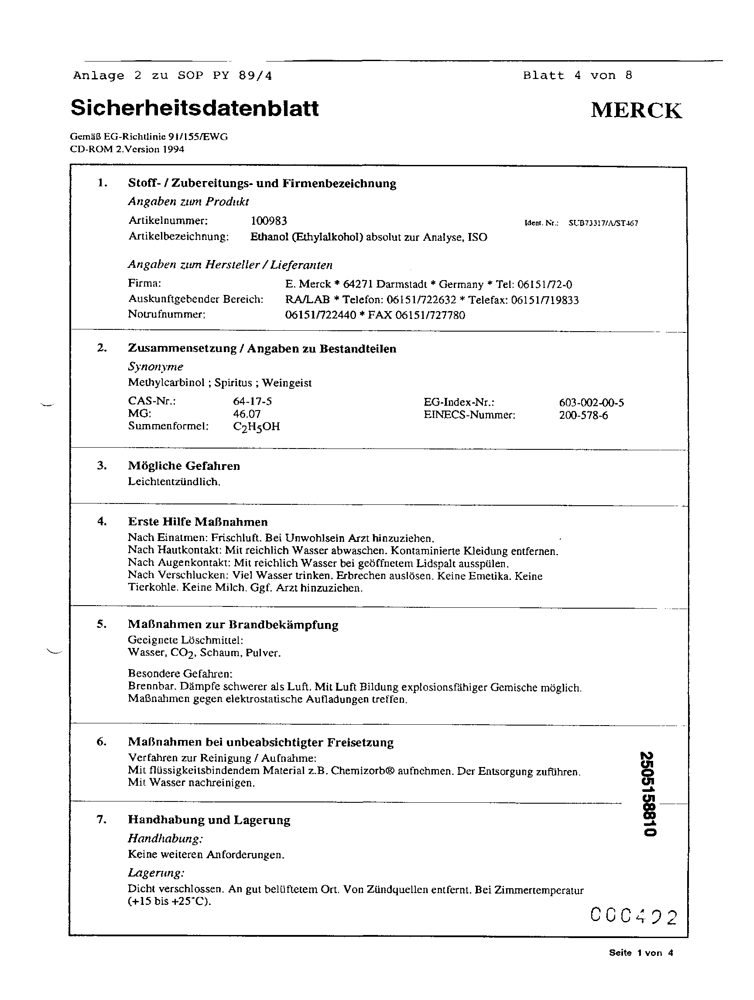 Anlage 2 zu SOP PY 89/4 Blatt 4 von 8
Sicherheitsdatenblatt MERCK
Gemäß EG-Richtlinie 91/155/EWG
CD-ROM 2.Version 1994
1. Stoff- / Zubereitungs- und Firmenbezeichnung
Angaben zum Produkt
Artikelnummer: 100983 Ident. Nr.: SUB73317/A/ST467
Artikelbezeichnung: Ethanol (Ethylalkohol) absolut zur Analyse, ISO
Angaben zum Hersteller / Lieferanten
Firma: E. Merck * 64271 Darmstadt * Germany * Tel: 06151/72-0
Auskunftgebender Bereich: RA/LAB * Telefon: 06151/722632 * Telefax: 06151/719833
Notrufnummer: 06151/722440 * FAX 06151/727780
2. Zusammensetzung / Angaben zu Bestandteilen
Synonyme
Methylcarbinol ; Spiritus ; Weingeist
CAS-Nr.: 64-17-5 EG-Index-Nr.: 603-002-00-5
MG: 46.07 EINECS-Nummer: 200-578-6
Summenformel: C2H5OH
3. Mögliche Gefahren
Leichtentzündlich.
4. Erste Hilfe Maßnahmen
Nach Einatmen: Frischluft. Bei Unwohlsein Arzt hinzuziehen.
Nach Hautkontakt: Mit reichlich Wasser abwaschen. Kontaminierte Kleidung entfernen.
Nach Augenkontakt: Mit reichlich Wasser bei geöffnetem Lidspalt ausspülen.
Nach Verschlucken: Viel Wasser trinken. Erbrechen auslösen. Keine Emetika. Keine
Tierkohle. Keine Milch. Ggf. Arzt hinzuziehen.
5. Maßnahmen zur Brandbekämpfung
Geeignete Löschmittel:
Wasser, CO2, Schaum, Pulver.
Besondere Gefahren:
Brennbar. Dämpfe schwerer als Luft. Mit Luft Bildung explosionsfähiger Gemische möglich.
Maßnahmen gegen elektrostatische Aufladungen treffen.
6. Maßnahmen bei unbeabsichtigter Freisetzung
Verfahren zur Reinigung / Aufnahme:
Mit flüssigkeitsbindendem Material z.B. Chemizorb® aufnehmen. Der Entsorgung zuführen.
Mit Wasser nachreinigen.
2505158810
7. Handhabung und Lagerung
Handhabung:
Keine weiteren Anforderungen.
Lagerung:
Dicht verschlossen. An gut belüftetem Ort. Von Zündquellen entfernt. Bei Zimmertemperatur
(+15 bis +25°C).
000492
Seite 1 von 4